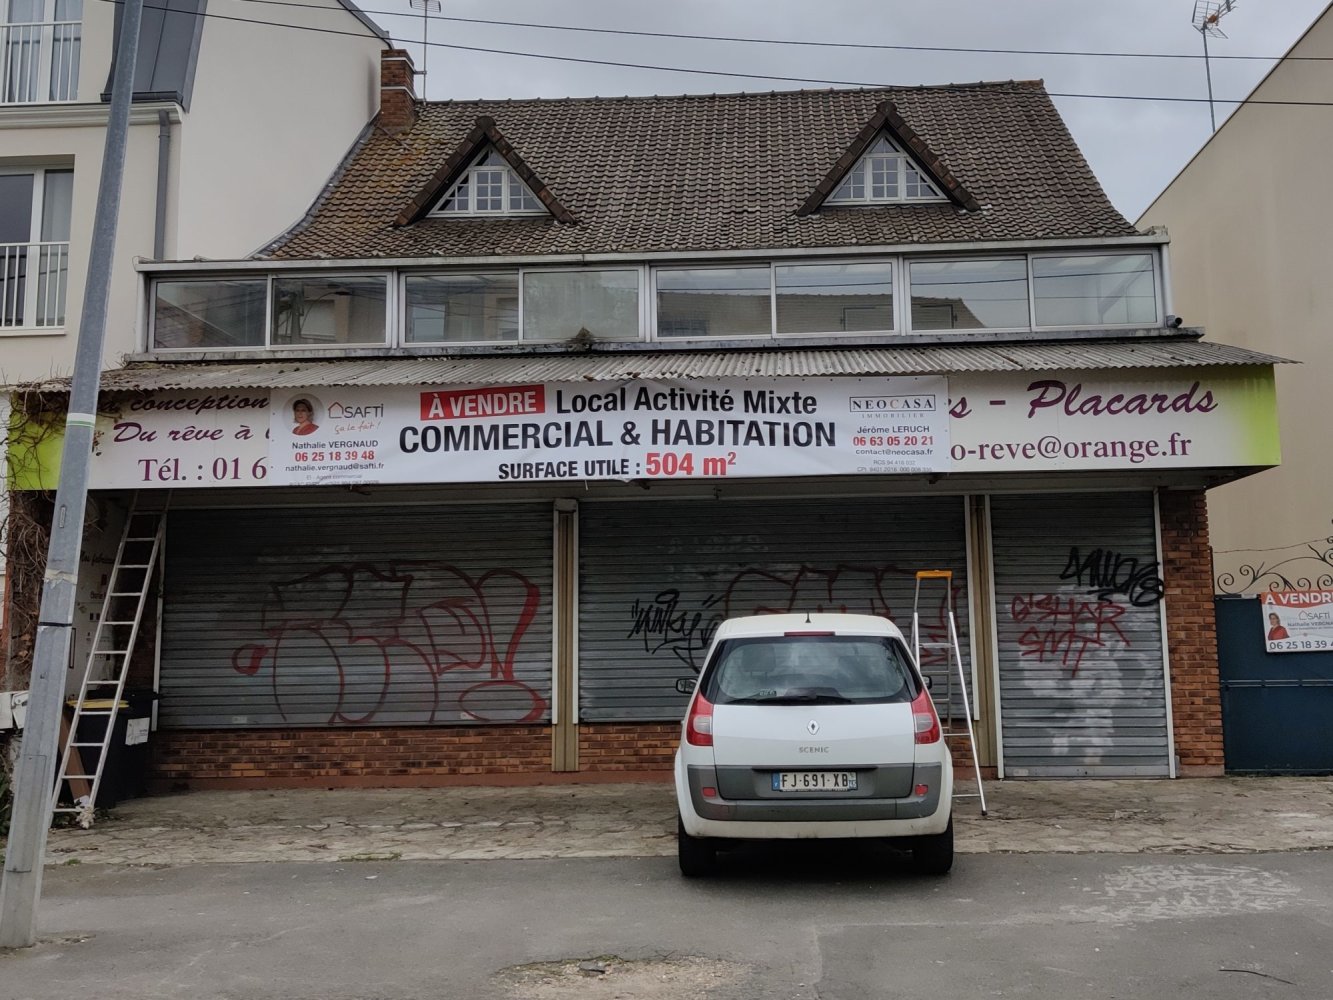 conception
Du rêve à
Tél. : 01 6
SAFTI
ça le fait !
Nathalie VERGNAUD
06 25 18 39 48
nathalie.vergnaud@safti.fr
À VENDRE Local Activité Mixte
COMMERCIAL & HABITATION
SURFACE UTILE : 504 m²
NEOCASA
IMMOBILIER
Jérôme LERUCH
06 63 05 20 21
contact@neocasa.fr
s - Placards
o-reve@orange.fr
À VENDRE
SAFTI
Nathalie VERGNAUD
06 25 18 39 4
SCENIC
FJ-691-XB